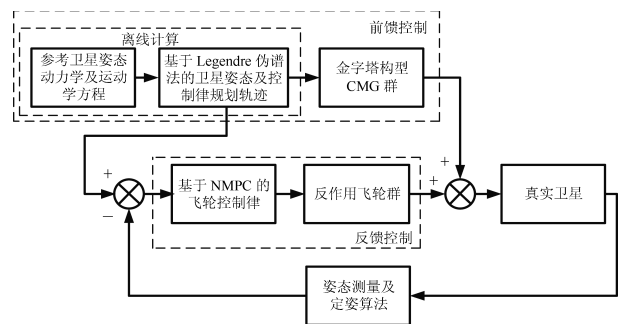 前馈控制
离线计算
参考卫星姿态
动力学及运动
学方程
基于 Legendre 伪谱
法的卫星姿态及控
制律规划轨迹
金字塔构型
CMG 群
+
−
基于 NMPC 的
飞轮控制律
反作用飞轮群
反馈控制
+
+
真实卫星
姿态测量及
定姿算法